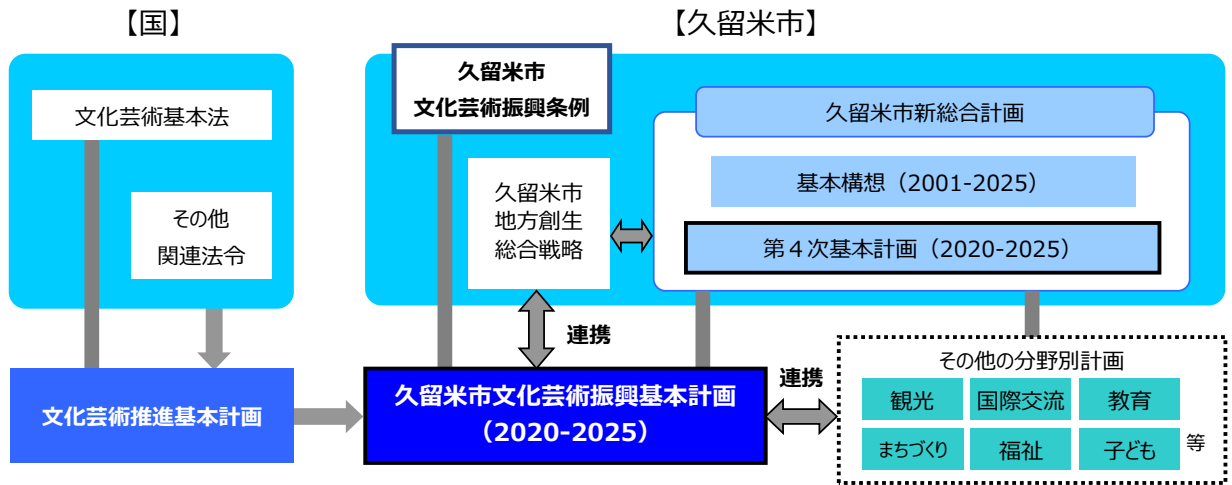 【国】
文化芸術基本法
その他
関連法令
文化芸術推進基本計画
【久留米市】
久留米市
文化芸術振興条例
久留米市新総合計画
基本構想（2001-2025）
第４次基本計画（2020-2025）
久留米市
地方創生
総合戦略
連携
久留米市文化芸術振興基本計画
（2020-2025）
連携
その他の分野別計画
観光
国際交流
教育
まちづくり
福祉
子ども
等